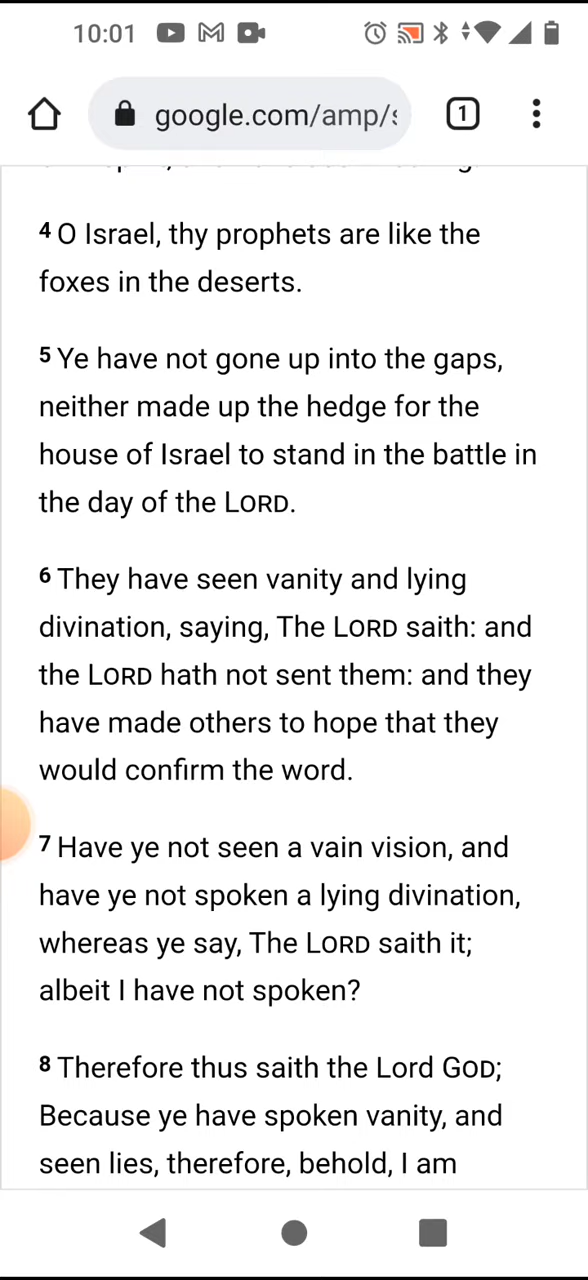 10:01
google.com/amp/s
1
4 O Israel, thy prophets are like the
foxes in the deserts.
5 Ye have not gone up into the gaps,
neither made up the hedge for the
house of Israel to stand in the battle in
the day of the LORD.
6 They have seen vanity and lying
divination, saying, The LORD saith: and
the LORD hath not sent them: and they
have made others to hope that they
would confirm the word.
7 Have ye not seen a vain vision, and
have ye not spoken a lying divination,
whereas ye say, The LORD saith it;
albeit I have not spoken?
8 Therefore thus saith the Lord GOD;
Because ye have spoken vanity, and
seen lies, therefore, behold, I am